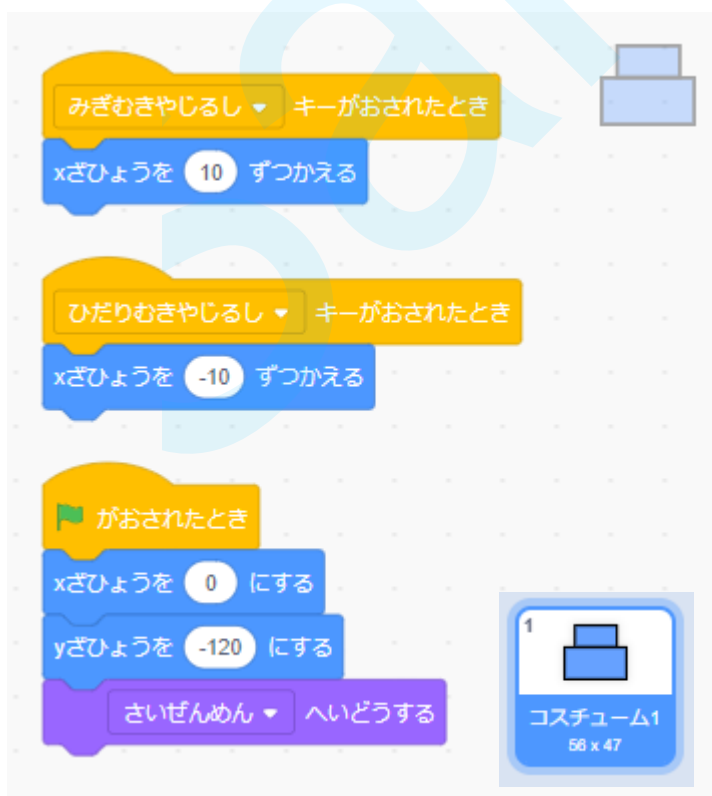 みぎむきやじるし キーがおされたとき
xざひょうを 10 ずつかえる
ひだりむきやじるし キーがおされたとき
xざひょうを -10 ずつかえる
がおされたとき
xざひょうを 0 にする
yざひょうを -120 にする
さいぜんめん へいどうする
1
コスチューム1
56 x 47